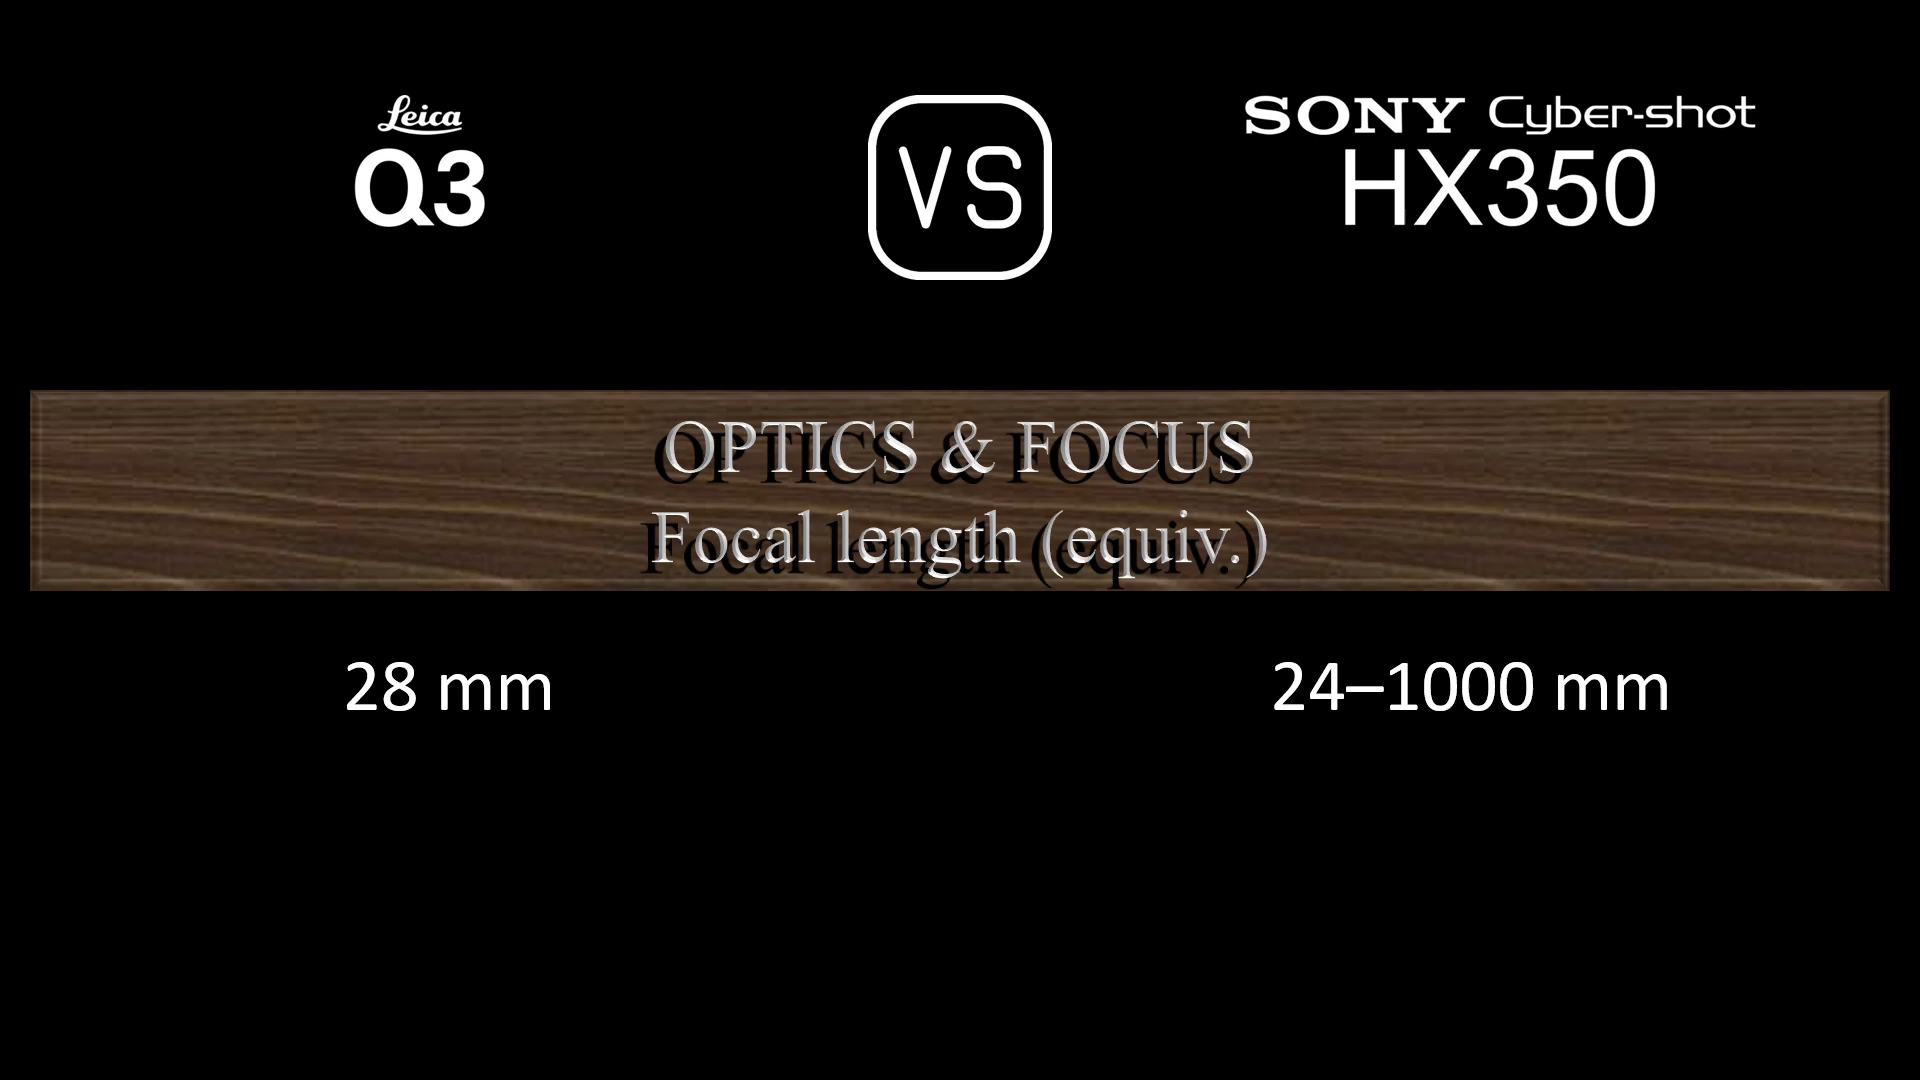 Leica
Q3
VS
SONY Cyber-shot
HX350
OPTICS & FOCUS
Focal length (equiv.)
28 mm
24–1000 mm